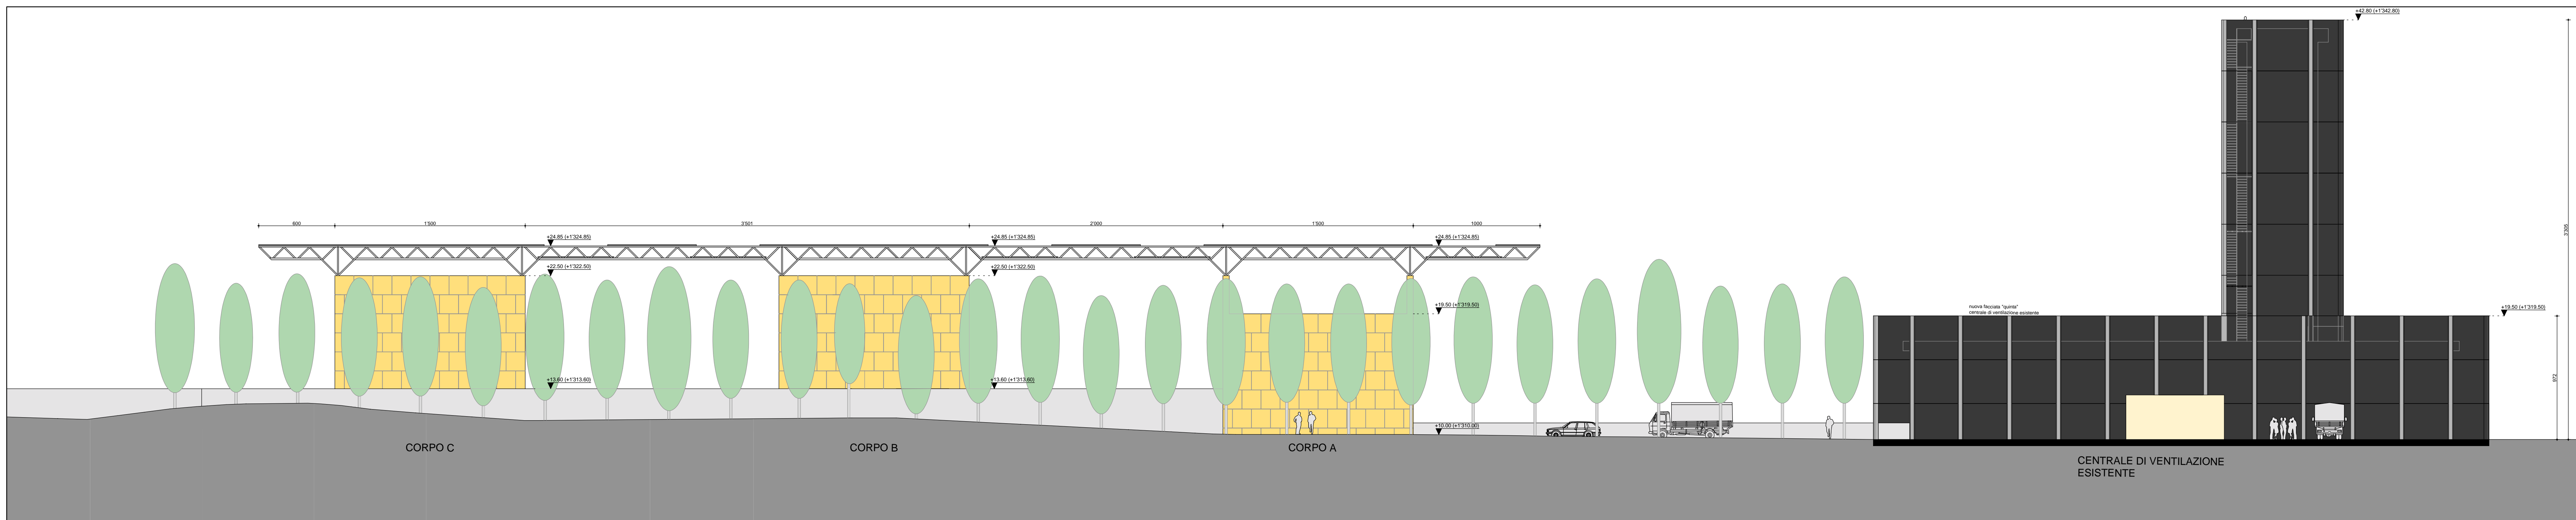 +42.80 (+1'342.80)
600
1'500
3'501
2'000
1'500
1000
3'305
+24.85 (+1'324.85)
+24.85 (+1'324.85)
+24.85 (+1'324.85)
+22.50 (+1'322.50)
+22.50 (+1'322.50)
+19.50 (+1'319.50)
nuova facciata "quinta"
centrale di ventilazione esistente
+19.50 (+1'319.50)
972
+13.60 (+1'313.60)
+13.60 (+1'313.60)
+10.00 (+1'310.00)
CORPO C
CORPO B
CORPO A
CENTRALE DI VENTILAZIONE
ESISTENTE